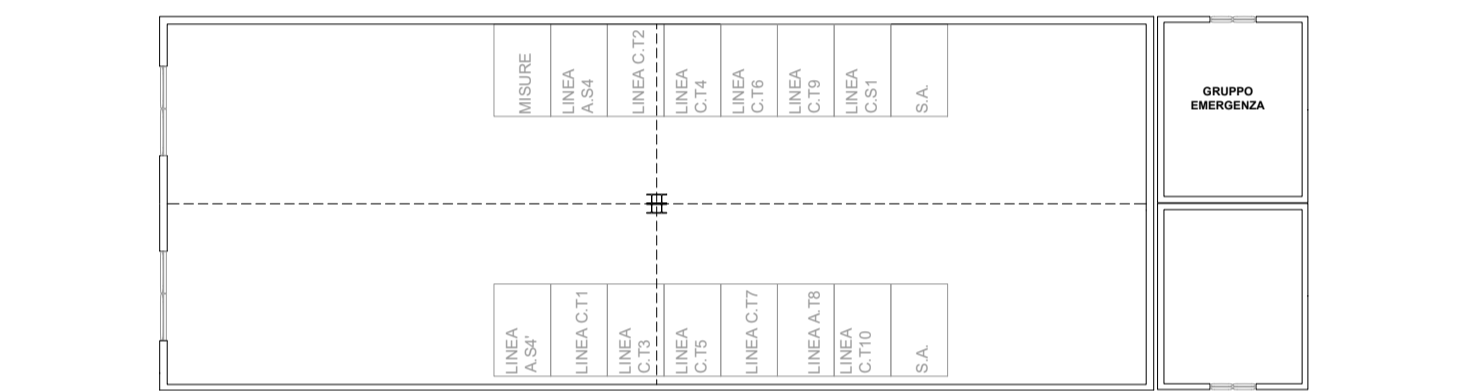 MISURE
LINEA
A.S4
LINEA C.T2
LINEA
C.T4
LINEA
C.T6
LINEA
C.T9
LINEA
C.S1
S.A.
GRUPPO
EMERGENZA
LINEA
A.S4'
LINEA C.T1
LINEA
C.T3
LINEA
C.T5
LINEA C.T7
LINEA A.T8
LINEA
C.T10
S.A.